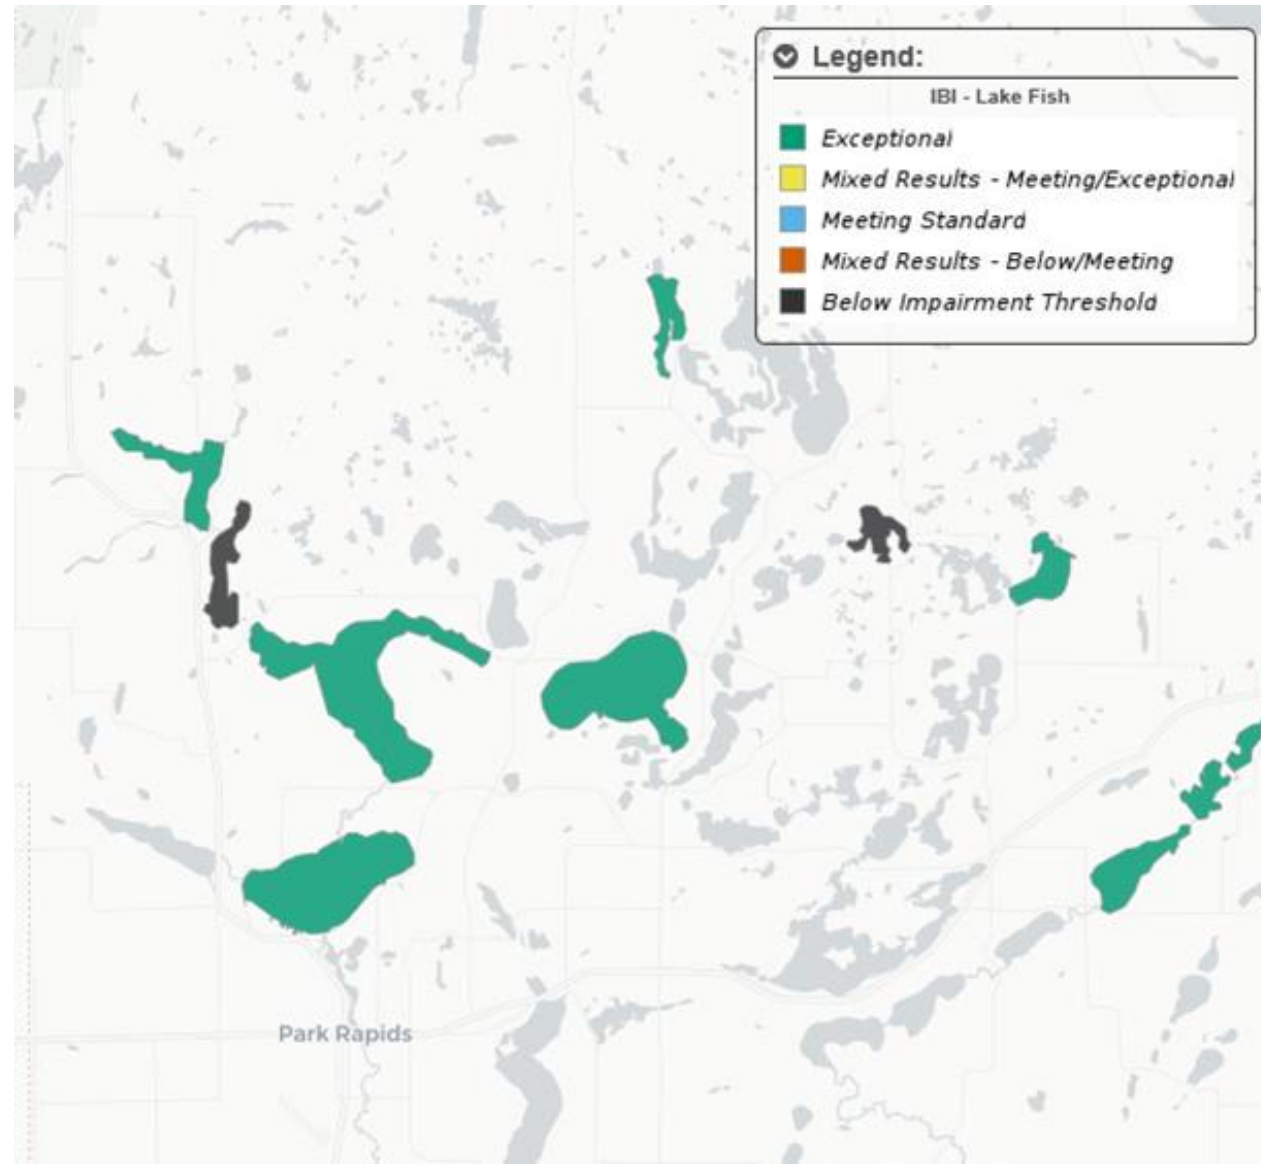 Legend:
IBI - Lake Fish
Exceptional
Mixed Results - Meeting/Exceptional
Meeting Standard
Mixed Results - Below/Meeting
Below Impairment Threshold
Park Rapids